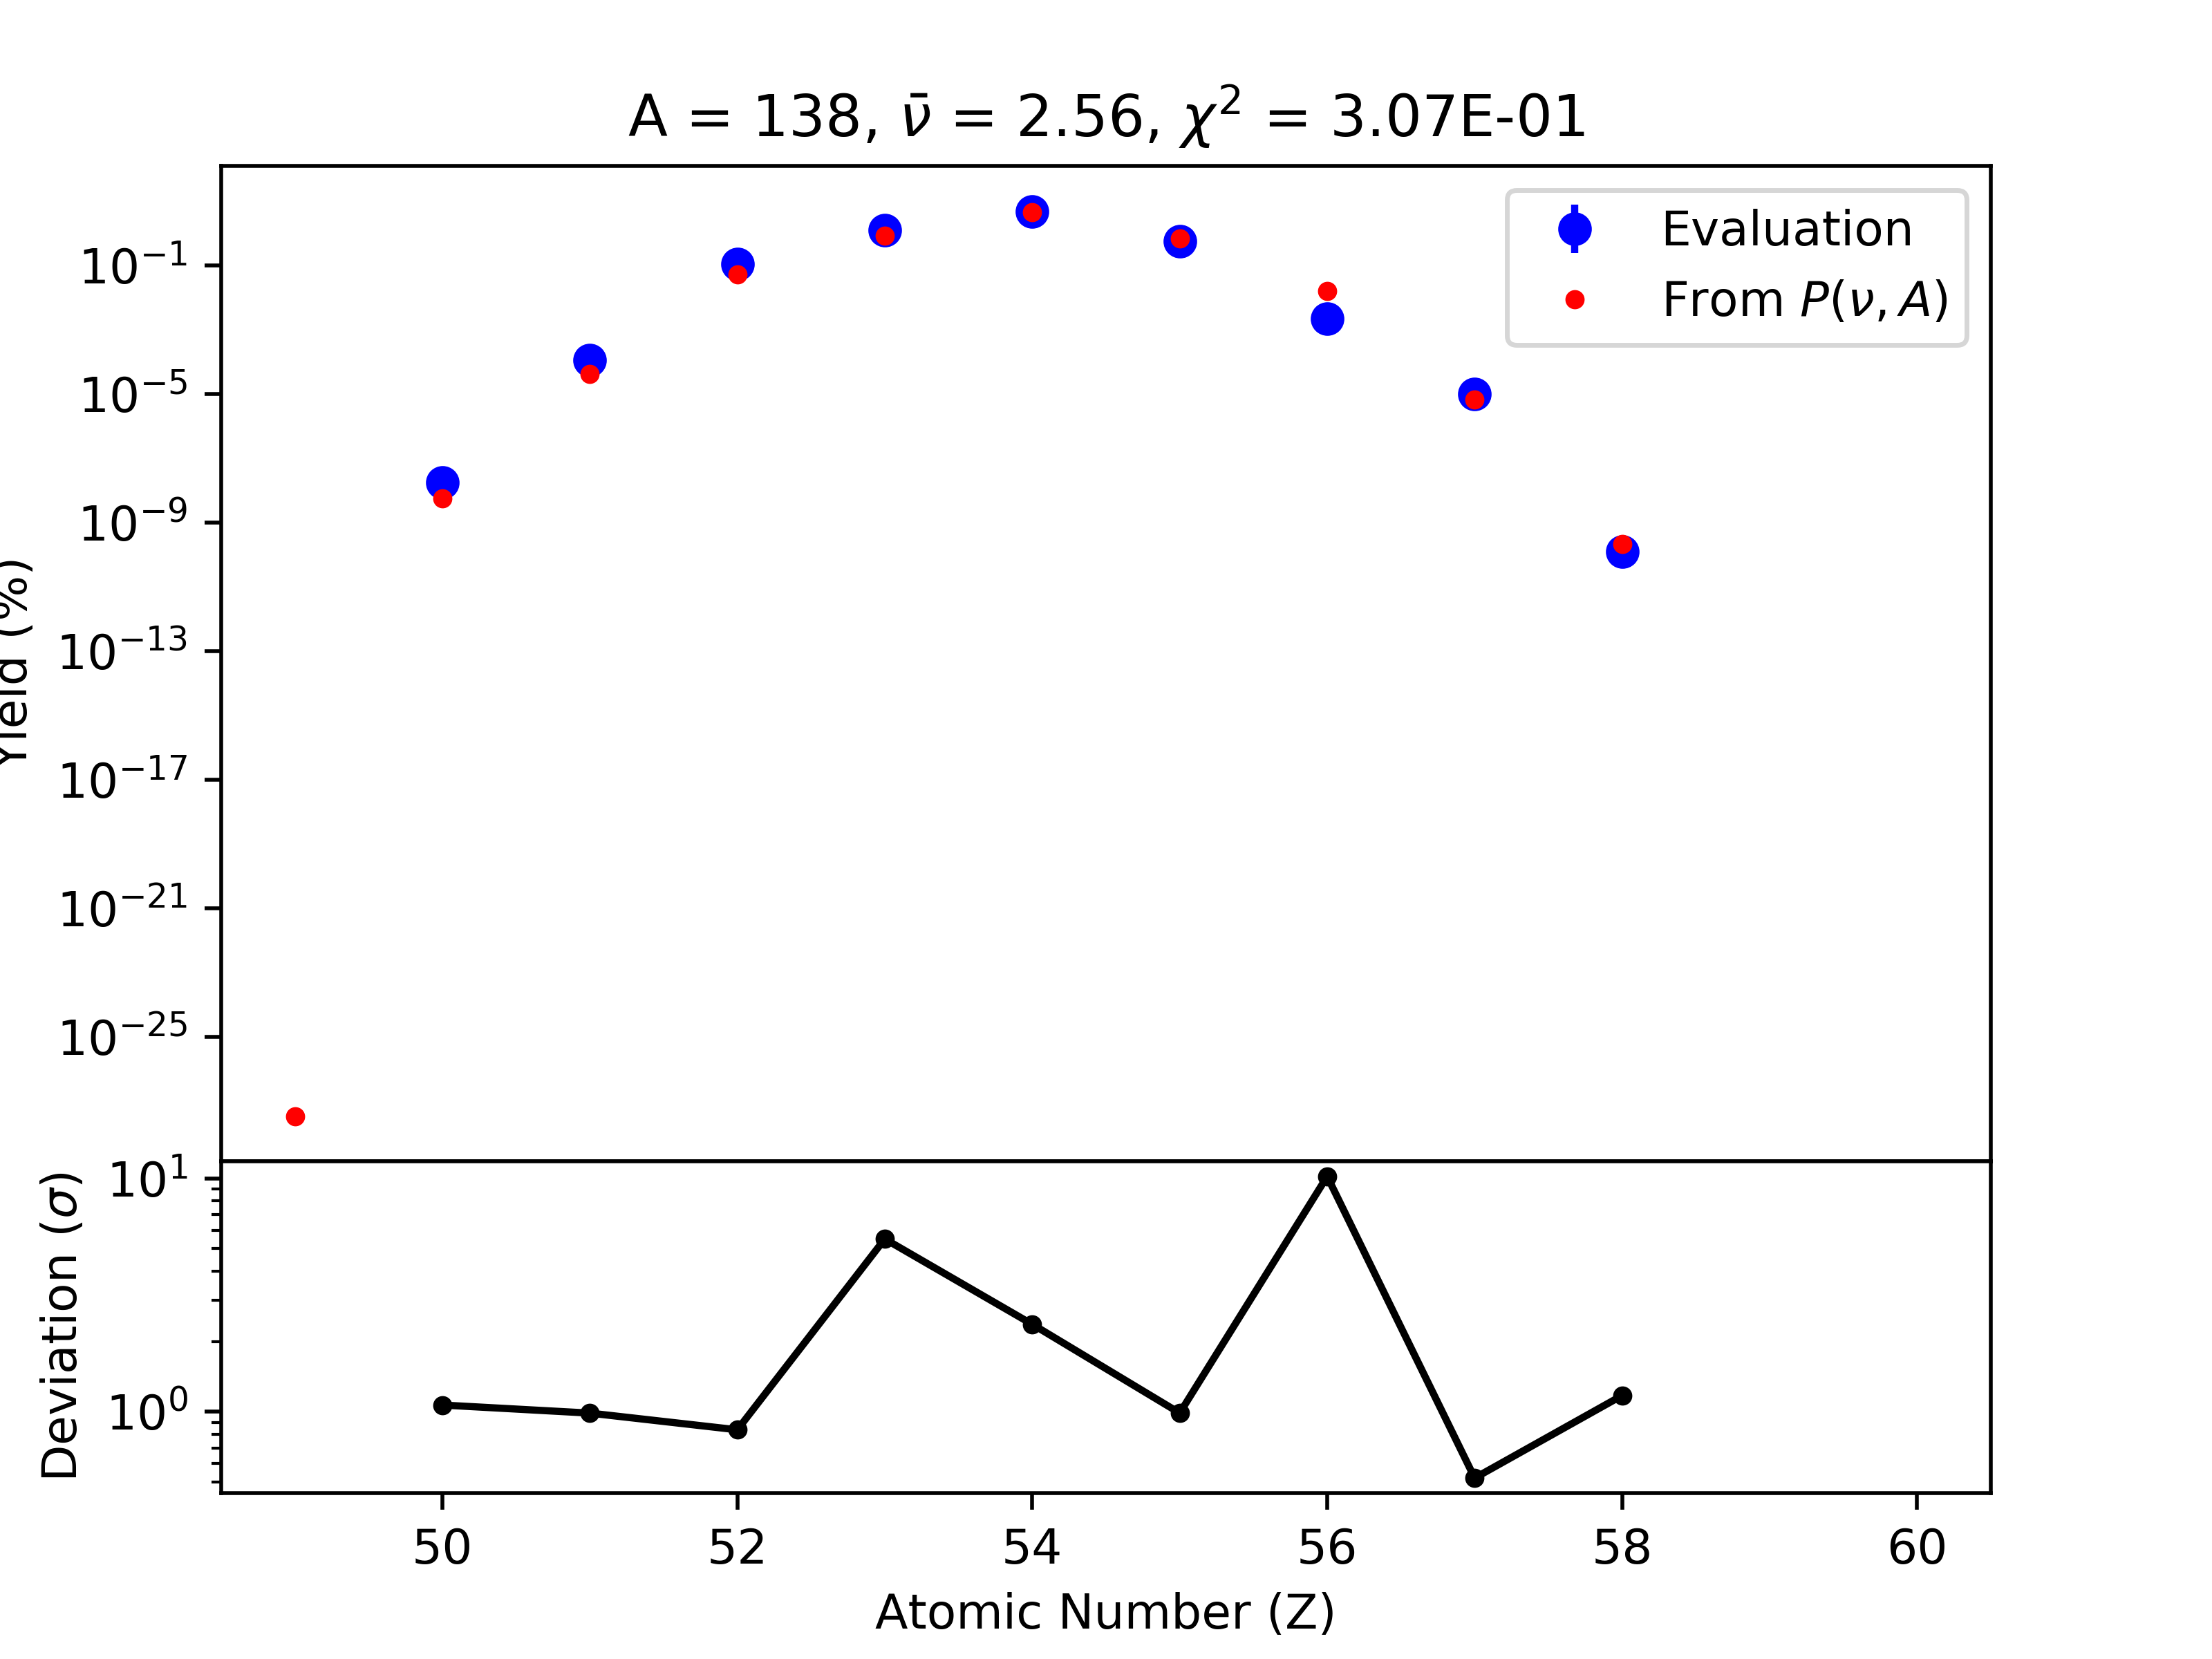 A = 138, ν̄ = 2.56, χ² = 3.07E-01
Evaluation
From P(ν, A)
Yield (%)
10⁻¹
10⁻⁵
10⁻⁹
10⁻¹³
10⁻¹⁷
10⁻²¹
10⁻²⁵
Deviation (σ)
10¹
10⁰
50 52 54 56 58 60
Atomic Number (Z)